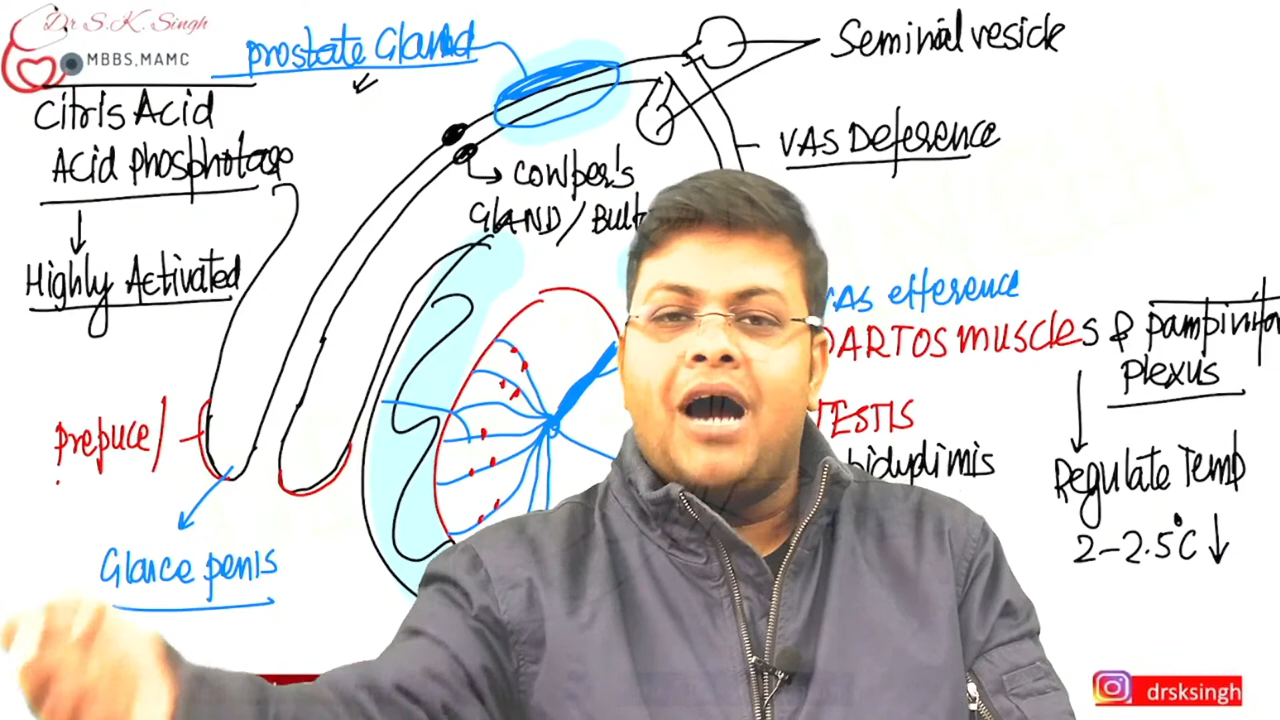 Dr S.K. Singh
MBBS,MAMC
prostate Gland
Seminal vesicle
Citris Acid
Acid phosphotase
VAs Deference
Highly Activated
Cowper's
GLAND/ Bulb
VAs efference
DARTOS muscles & pampiniform
plexus
prepuce/
TESTIS
Regulate Temp
2-2.5°C ↓
Glance penis
drsksingh